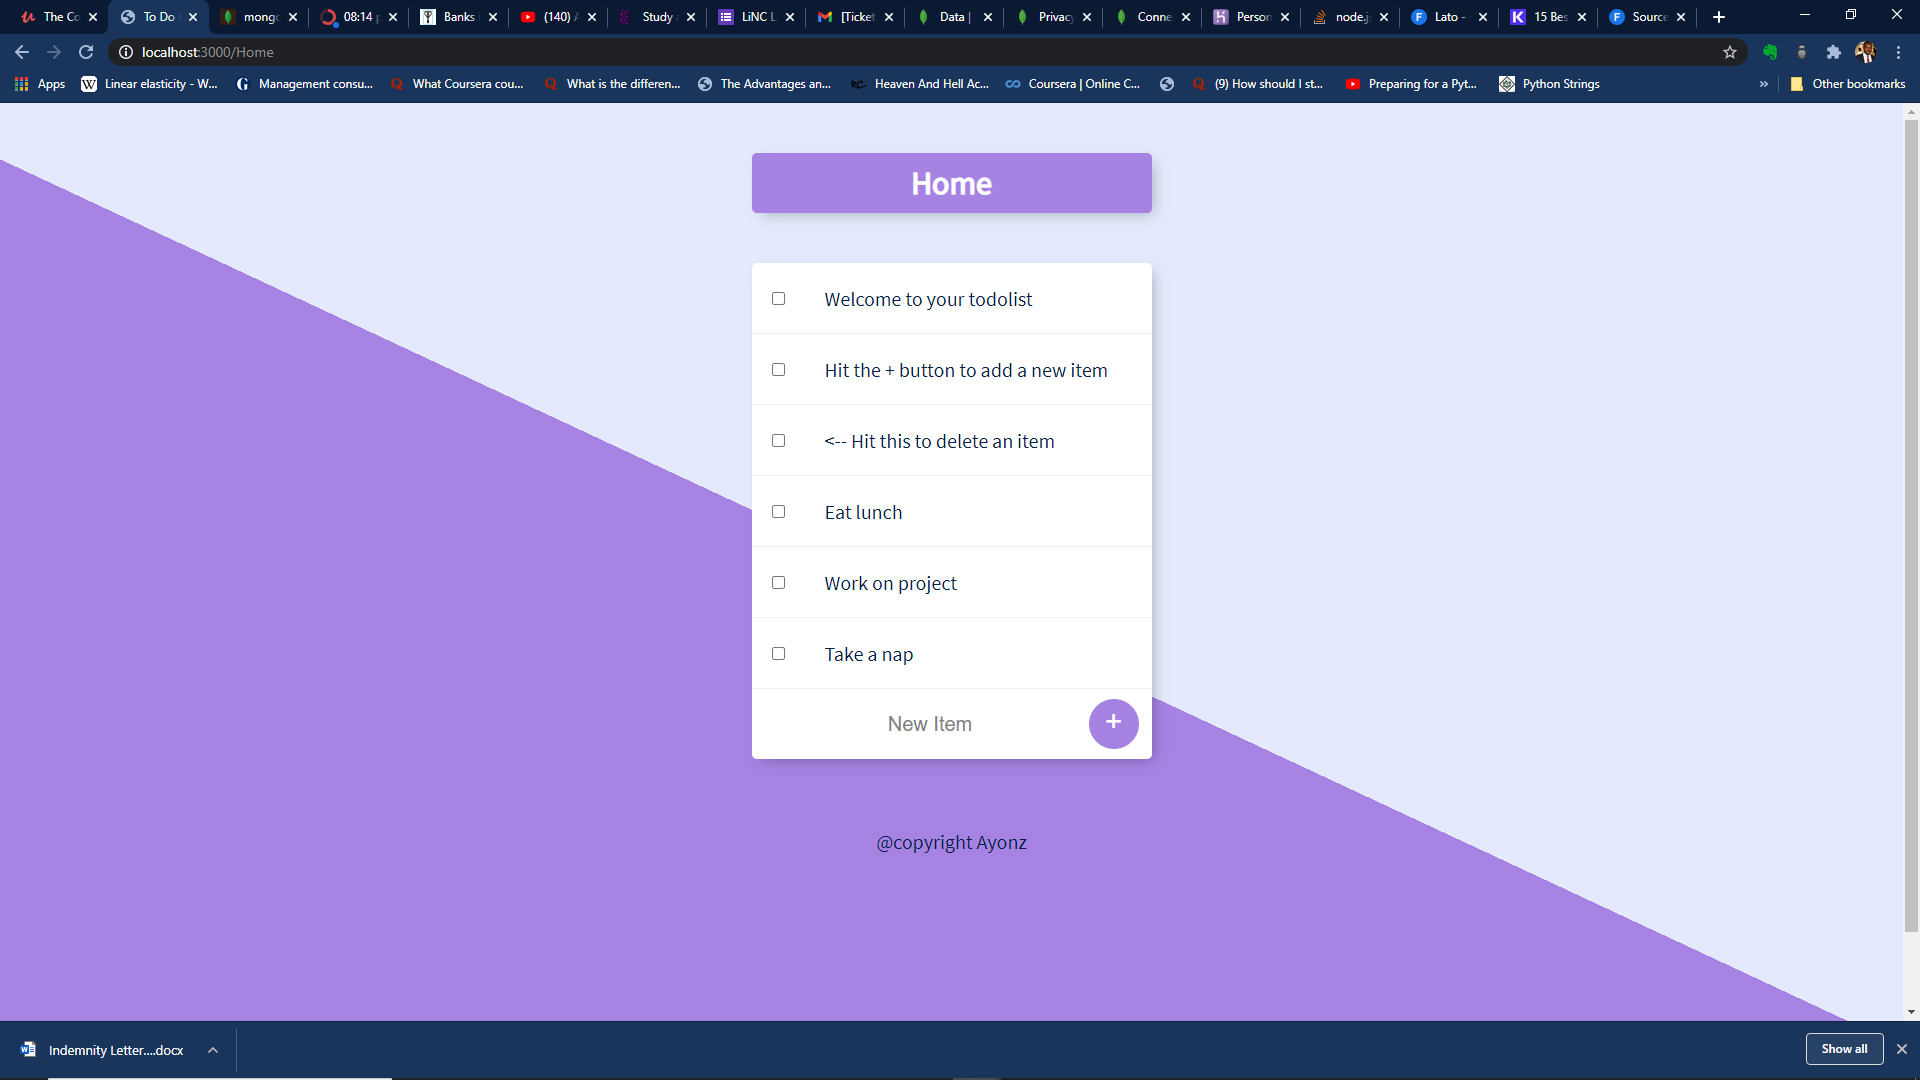 The Co
To Do
mongo
08:14 p
Banks
(140) A
Study
LiNC L
[Ticket
Data |
Privacy
Conne
Person
node.j
Lato -
15 Bes
Source
localhost:3000/Home
Apps
Linear elasticity - W...
Management consu...
What Coursera cou...
What is the differen...
The Advantages an...
Heaven And Hell Ac...
Coursera | Online C...
(9) How should I st...
Preparing for a Pyt...
Python Strings
»
Other bookmarks
Home
Welcome to your todolist
Hit the + button to add a new item
<-- Hit this to delete an item
Eat lunch
Work on project
Take a nap
New Item
+
@copyright Ayonz
Indemnity Letter....docx
Show all